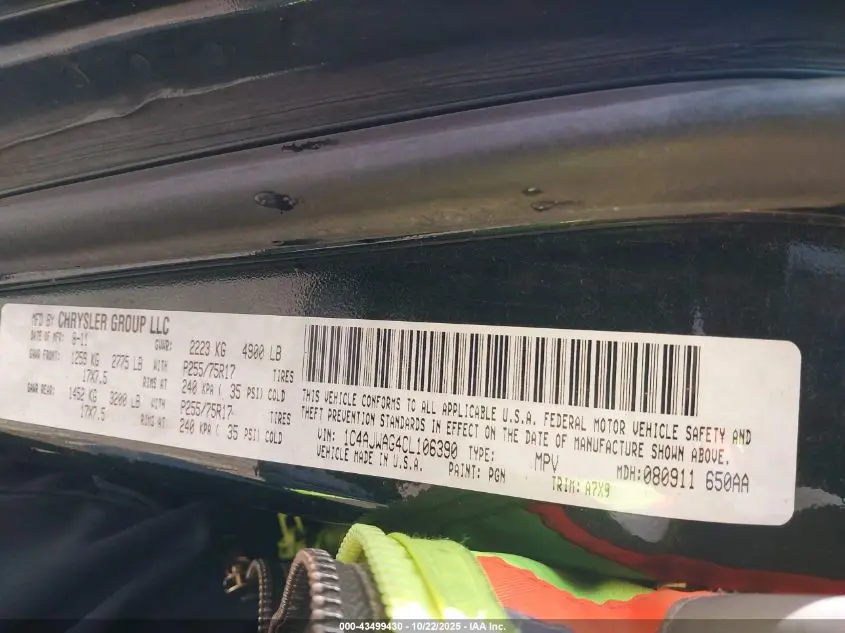 MFD BY CHRYSLER GROUP LLC
DATE OF MFR: 8-11 GVWR: 2223 KG 4900 LB
GAWR FRONT: 1259 KG 2775 LB WITH P255/75R17 TIRES
17X7.5 RIMS AT 240 KPA ( 35 PSI) COLD
GAWR REAR: 1452 KG 3200 LB WITH P255/75R17 TIRES
17X7.5 RIMS AT 240 KPA ( 35 PSI) COLD
THIS VEHICLE CONFORMS TO ALL APPLICABLE U.S.A. FEDERAL MOTOR VEHICLE SAFETY AND
THEFT PREVENTION STANDARDS IN EFFECT ON THE DATE OF MANUFACTURE SHOWN ABOVE.
VIN: 1C4AJWAG4CL106390 TYPE: MPV MDH: 080911 650AA
VEHICLE MADE IN U.S.A. PAINT: PGN TRIM: A7X9
000-43499430 - 10/22/2025 - IAA Inc.